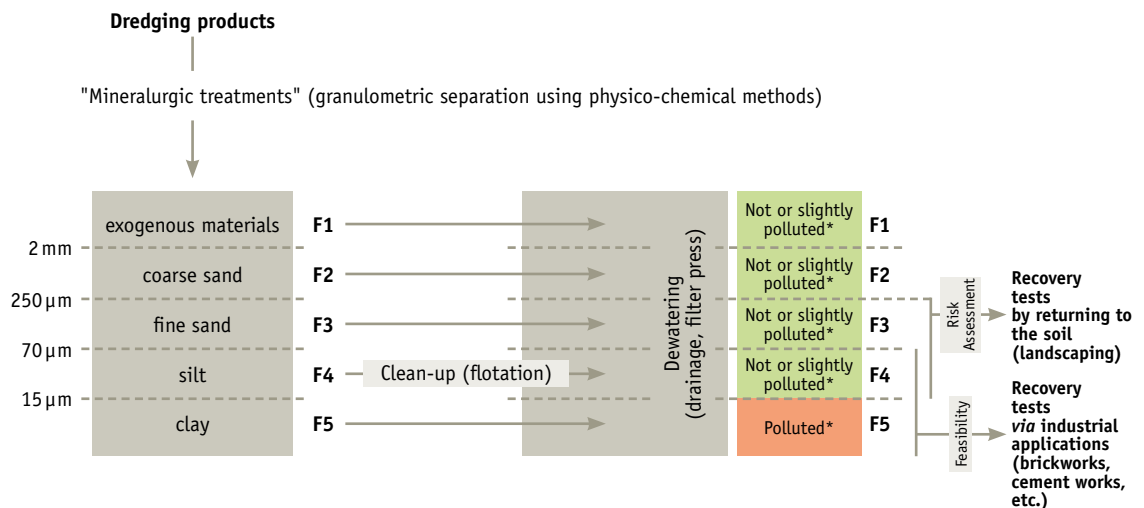 Dredging products
"Mineralurgic treatments" (granulometric separation using physico-chemical methods)
exogenous materials
F1
2 mm
coarse sand
F2
250 µm
fine sand
F3
70 µm
silt
F4
Clean-up (flotation)
15 µm
clay
F5
Dewatering
(drainage, filter press)
Not or slightly
polluted*
F1
Not or slightly
polluted*
F2
Not or slightly
polluted*
F3
Not or slightly
polluted*
F4
Polluted*
F5
Risk
Assessment
Recovery
tests
by returning to
the soil
(landscaping)
Feasibility
Recovery
tests
via industrial
applications
(brickworks,
cement works,
etc.)